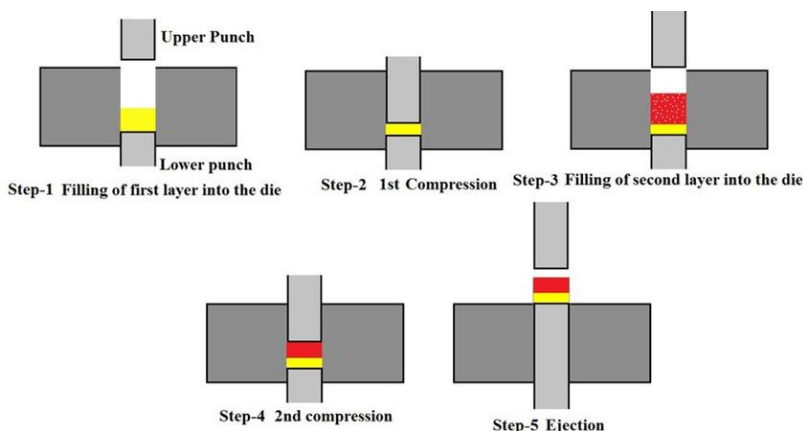 Upper Punch
Lower punch
Step-1 Filling of first layer into the die
Step-2 1st Compression
Step-3 Filling of second layer into the die
Step-4 2nd compression
Step-5 Ejection